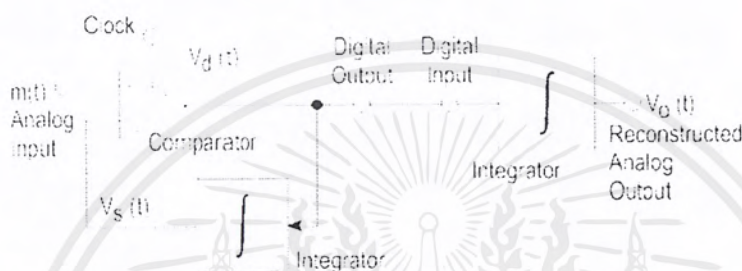 Clock
Vd (t)
Digital Output
Digital Input
m(t)
Analog Input
Comparator
∫
Vo (t)
Reconstructed Analog Output
Integrator
Vs (t)
∫
Integrator